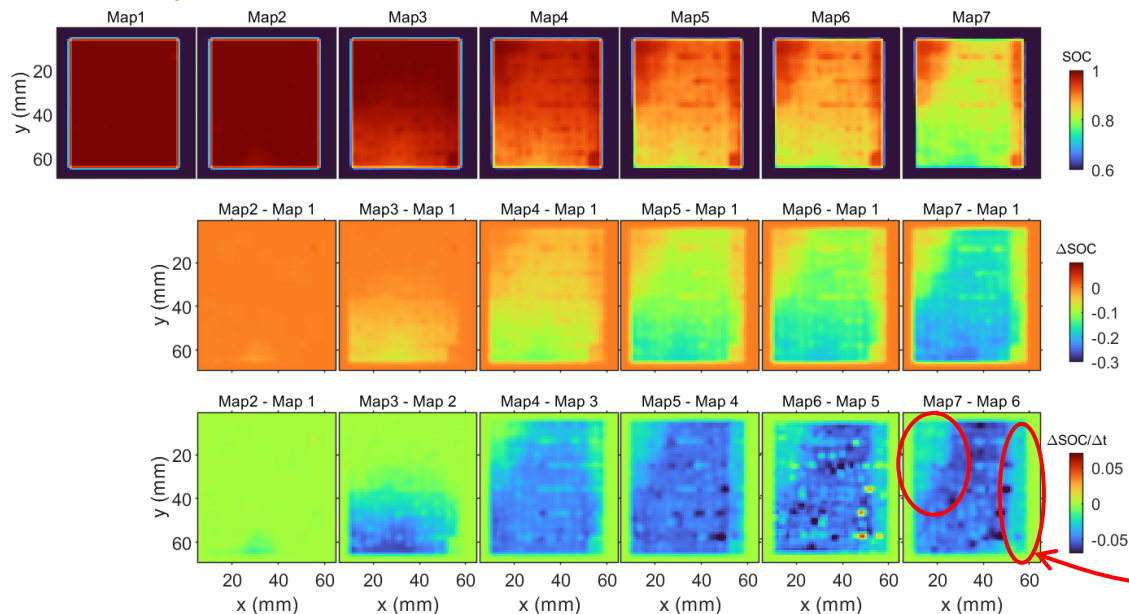 Map1 Map2 Map3 Map4 Map5 Map6 Map7
SOC
y (mm)
20
40
60
1
0.8
0.6
Map2 - Map 1 Map3 - Map 1 Map4 - Map 1 Map5 - Map 1 Map6 - Map 1 Map7 - Map 1
ΔSOC
y (mm)
20
40
60
0
-0.1
-0.2
-0.3
Map2 - Map 1 Map3 - Map 2 Map4 - Map 3 Map5 - Map 4 Map6 - Map 5 Map7 - Map 6
ΔSOC/Δt
y (mm)
20
40
60
0.05
0
-0.05
20 40 60 20 40 60 20 40 60 20 40 60 20 40 60 20 40 60
x (mm) x (mm) x (mm) x (mm) x (mm) x (mm)